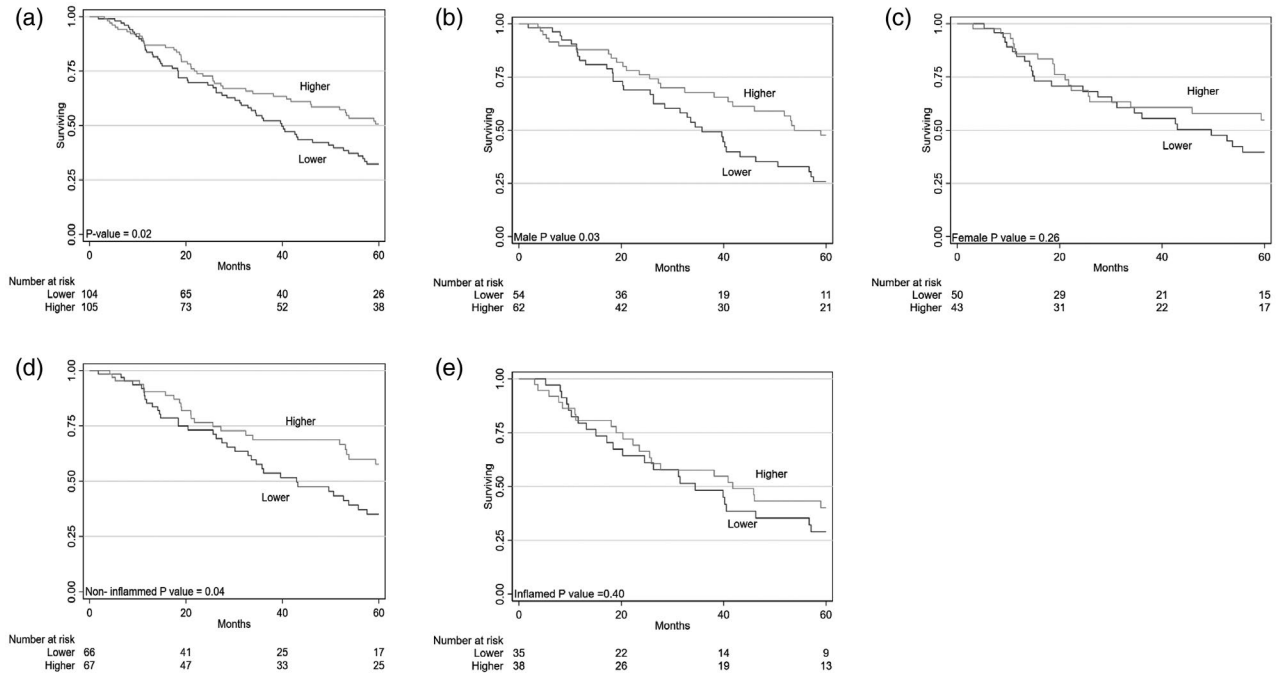 (a)
1.00
0.75
0.50
0.25
0.00
Surviving
Higher
Lower
P-value = 0.02
0 20 40 60
Months
Number at risk
Lower 104 65 40 26
Higher 105 73 52 38
(b)
1.00
0.75
0.50
0.25
0.00
Surviving
Higher
Lower
Male P value 0.03
0 20 40 60
Months
Number at risk
Lower 54 36 19 11
Higher 62 42 30 21
(c)
1.00
0.75
0.50
0.25
0.00
Surviving
Higher
Lower
Female P value = 0.26
0 20 40 60
Months
Number at risk
Lower 50 29 21 15
Higher 43 31 22 17
(d)
1.00
0.75
0.50
0.25
0.00
Surviving
Higher
Lower
Non- inflammed P value = 0.04
0 20 40 60
Months
Number at risk
Lower 66 41 25 17
Higher 67 47 33 25
(e)
1.00
0.75
0.50
0.25
0.00
Surviving
Higher
Lower
Inflamed P value =0.40
0 20 40 60
Months
Number at risk
Lower 35 22 14 9
Higher 38 26 19 13